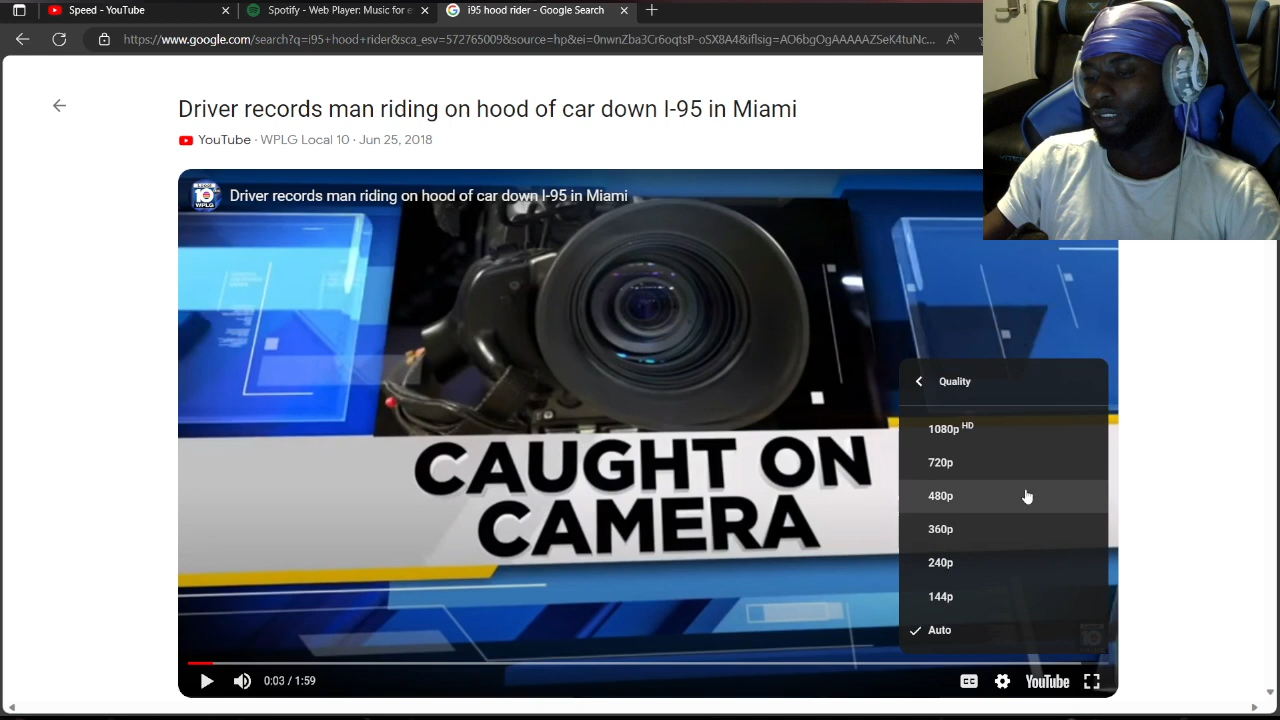 Speed - YouTube
Spotify - Web Player: Music for e
i95 hood rider - Google Search
https://www.google.com/search?q=i95+hood+rider&sca_esv=572765009&source=hp&ei=0nwnZba3Cr6oqtsP-oSX8A4&iflsig=AO6bgOgAAAAAZSeK4tuNc...
Driver records man riding on hood of car down I-95 in Miami
YouTube · WPLG Local 10 · Jun 25, 2018
Driver records man riding on hood of car down I-95 in Miami
10
WPLG
CAUGHT ON
CAMERA
Quality
1080p HD
720p
480p
360p
240p
144p
Auto
0:03 / 1:59
CC
YouTube